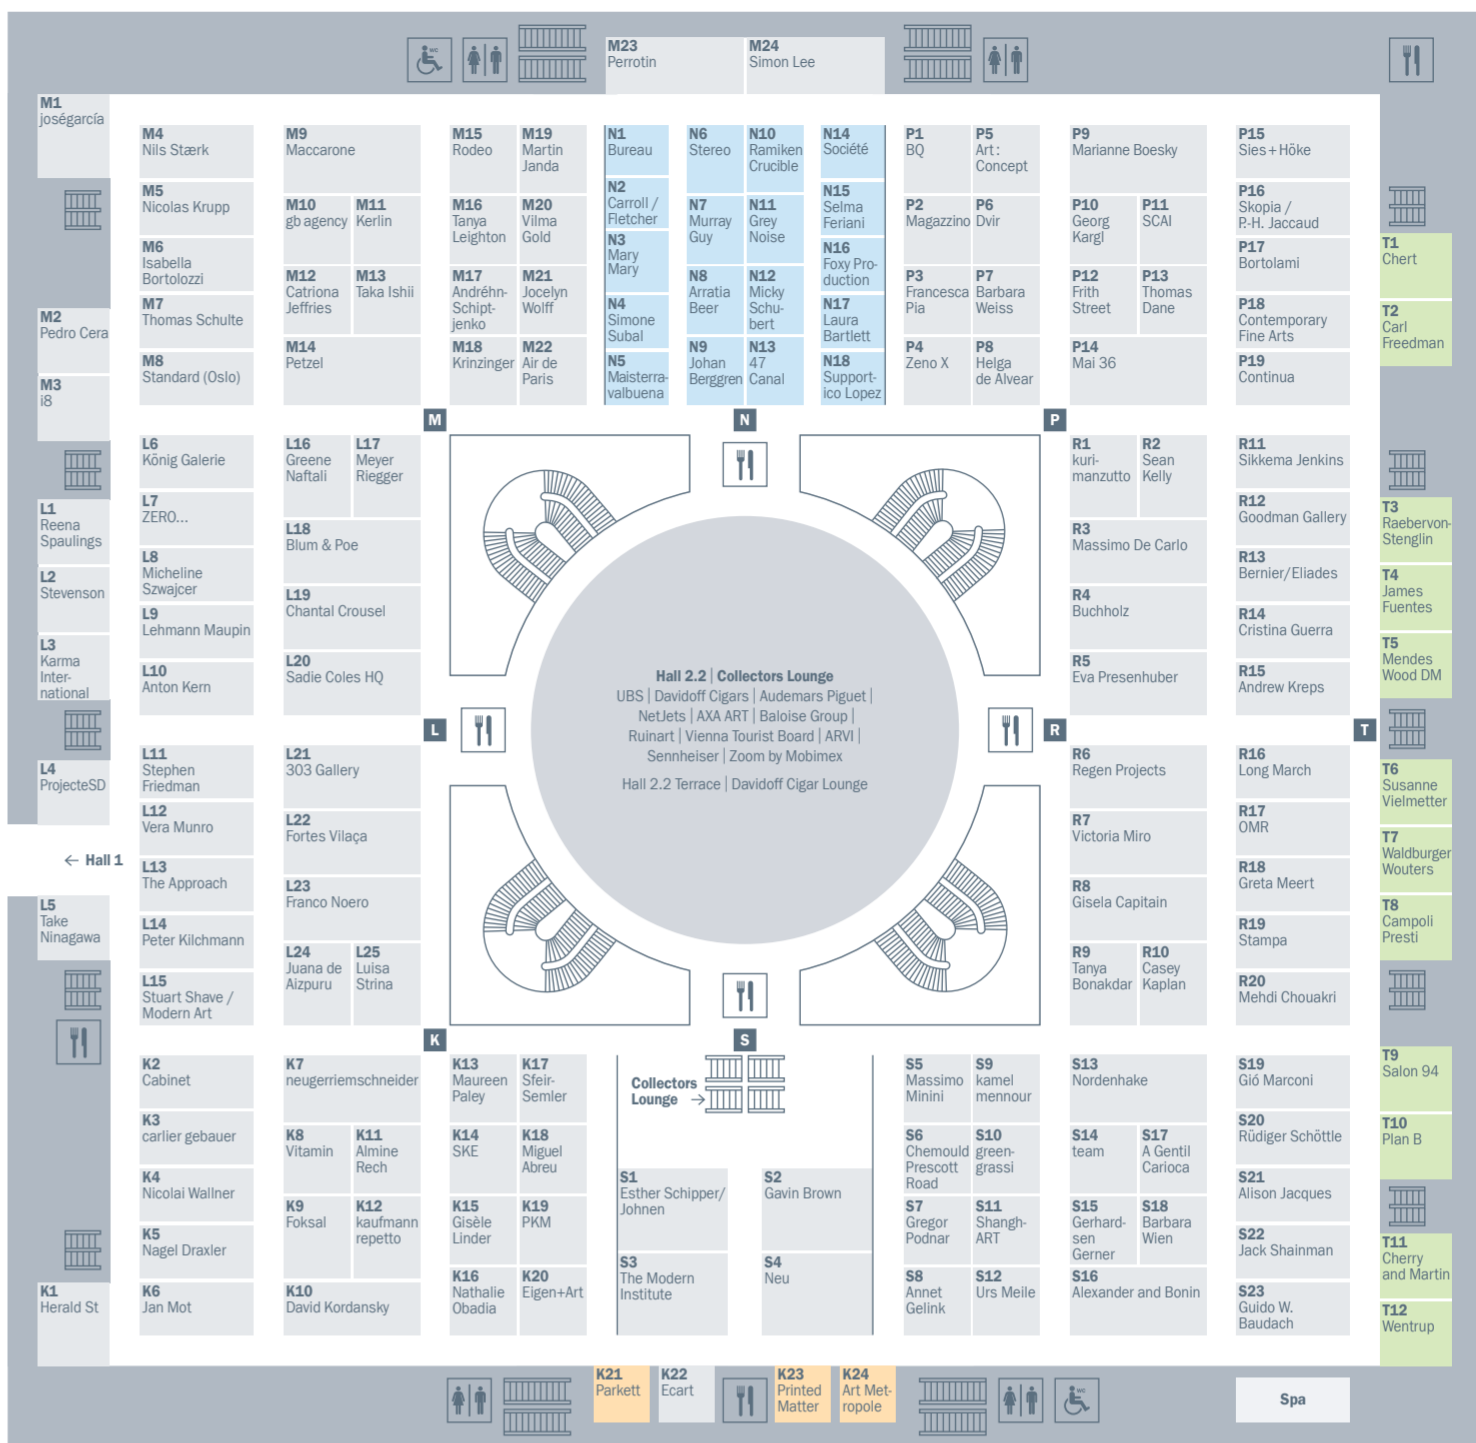 M23
Perrotin
M24
Simon Lee
M1
joségarcía
M4
Nils Stærk
M5
Nicolas Krupp
M6
Isabella
Bortolozzi
M7
Thomas Schulte
M8
Standard (Oslo)
M9
Maccarone
M10
gb agency
M11
Kerlin
M12
Catriona
Jeffries
M13
Taka Ishii
M14
Petzel
M15
Rodeo
M16
Tanya
Leighton
M17
Andréhn-
Schipt-
jenko
M18
Krinzinger
M19
Martin
Janda
M20
Vilma
Gold
M21
Jocelyn
Wolff
M22
Air de
Paris
N1
Bureau
N2
Carroll /
Fletcher
N3
Mary
Mary
N4
Simone
Subal
N5
Maisterra-
valbuena
N6
Stereo
N7
Murray
Guy
N8
Arratia
Beer
N9
Johan
Berggren
N10
Ramiken
Crucible
N11
Grey
Noise
N12
Micky
Schu-
bert
N13
47
Canal
N14
Société
N15
Selma
Feriani
N16
Foxy Pro-
duction
N17
Laura
Bartlett
N18
Support-
ico Lopez
P1
BQ
P2
Magazzino
P3
Francesca
Pia
P4
Zeno X
P5
Art :
Concept
P6
Dvir
P7
Barbara
Weiss
P8
Helga
de Alvear
P9
Marianne Boesky
P10
Georg
Kargl
P11
SCAI
P12
Frith
Street
P13
Thomas
Dane
P14
Mai 36
P15
Sies + Höke
P16
Skopia /
P.-H. Jaccaud
P17
Bortolami
P18
Contemporary
Fine Arts
P19
Continua
T1
Chert
T2
Carl
Freedman
M2
Pedro Cera
M3
i8
M
N
P
L1
Reena
Spaulings
L2
Stevenson
L3
Karma
Inter-
national
L4
ProjecteSD
← Hall 1
L5
Take
Ninagawa
L6
König Galerie
L7
ZERO...
L8
Micheline
Szwajcer
L9
Lehmann Maupin
L10
Anton Kern
L11
Stephen
Friedman
L12
Vera Munro
L13
The Approach
L14
Peter Kilchmann
L15
Stuart Shave /
Modern Art
L16
Greene
Naftali
L17
Meyer
Riegger
L18
Blum & Poe
L19
Chantal Crousel
L20
Sadie Coles HQ
L21
303 Gallery
L22
Fortes Vilaça
L23
Franco Noero
L24
Juana de
Aizpuru
L25
Luisa
Strina
L
Hall 2.2 | Collectors Lounge
UBS | Davidoff Cigars | Audemars Piguet |
NetJets | AXA ART | Baloise Group |
Ruinart | Vienna Tourist Board | ARVI |
Sennheiser | Zoom by Mobimex
Hall 2.2 Terrace | Davidoff Cigar Lounge
R
T
R1
kuri-
manzutto
R2
Sean
Kelly
R3
Massimo De Carlo
R4
Buchholz
R5
Eva Presenhuber
R6
Regen Projects
R7
Victoria Miro
R8
Gisela Capitain
R9
Tanya
Bonakdar
R10
Casey
Kaplan
R11
Sikkema Jenkins
R12
Goodman Gallery
R13
Bernier/Eliades
R14
Cristina Guerra
R15
Andrew Kreps
R16
Long March
R17
OMR
R18
Greta Meert
R19
Stampa
R20
Mehdi Chouakri
T3
Raebervon-
Stenglin
T4
James
Fuentes
T5
Mendes
Wood DM
T6
Susanne
Vielmetter
T7
Waldburger
Wouters
T8
Campoli
Presti
K
S
K1
Herald St
K2
Cabinet
K3
carlier gebauer
K4
Nicolai Wallner
K5
Nagel Draxler
K6
Jan Mot
K7
neugerriemschneider
K8
Vitamin
K9
Foksal
K10
David Kordansky
K11
Almine
Rech
K12
kaufmann
repetto
K13
Maureen
Paley
K14
SKE
K15
Gisèle
Linder
K16
Nathalie
Obadia
K17
Sfeir-
Semler
K18
Miguel
Abreu
K19
PKM
K20
Eigen+Art
Collectors
Lounge →
S1
Esther Schipper/
Johnen
S2
Gavin Brown
S3
The Modern
Institute
S4
Neu
S5
Massimo
Minini
S6
Chemould
Prescott
Road
S7
Gregor
Podnar
S8
Annet
Gelink
S9
kamel
mennour
S10
green-
grassi
S11
Shangh-
ART
S12
Urs Meile
S13
Nordenhake
S14
team
S15
Gerhard-
sen
Gerner
S16
Alexander and Bonin
S17
A Gentil
Carioca
S18
Barbara
Wien
S19
Gió Marconi
S20
Rüdiger Schöttle
S21
Alison Jacques
S22
Jack Shainman
S23
Guido W.
Baudach
T9
Salon 94
T10
Plan B
T11
Cherry
and Martin
T12
Wentrup
K21
Parkett
K22
Ecart
K23
Printed
Matter
K24
Art Met-
ropole
Spa
WC
WC